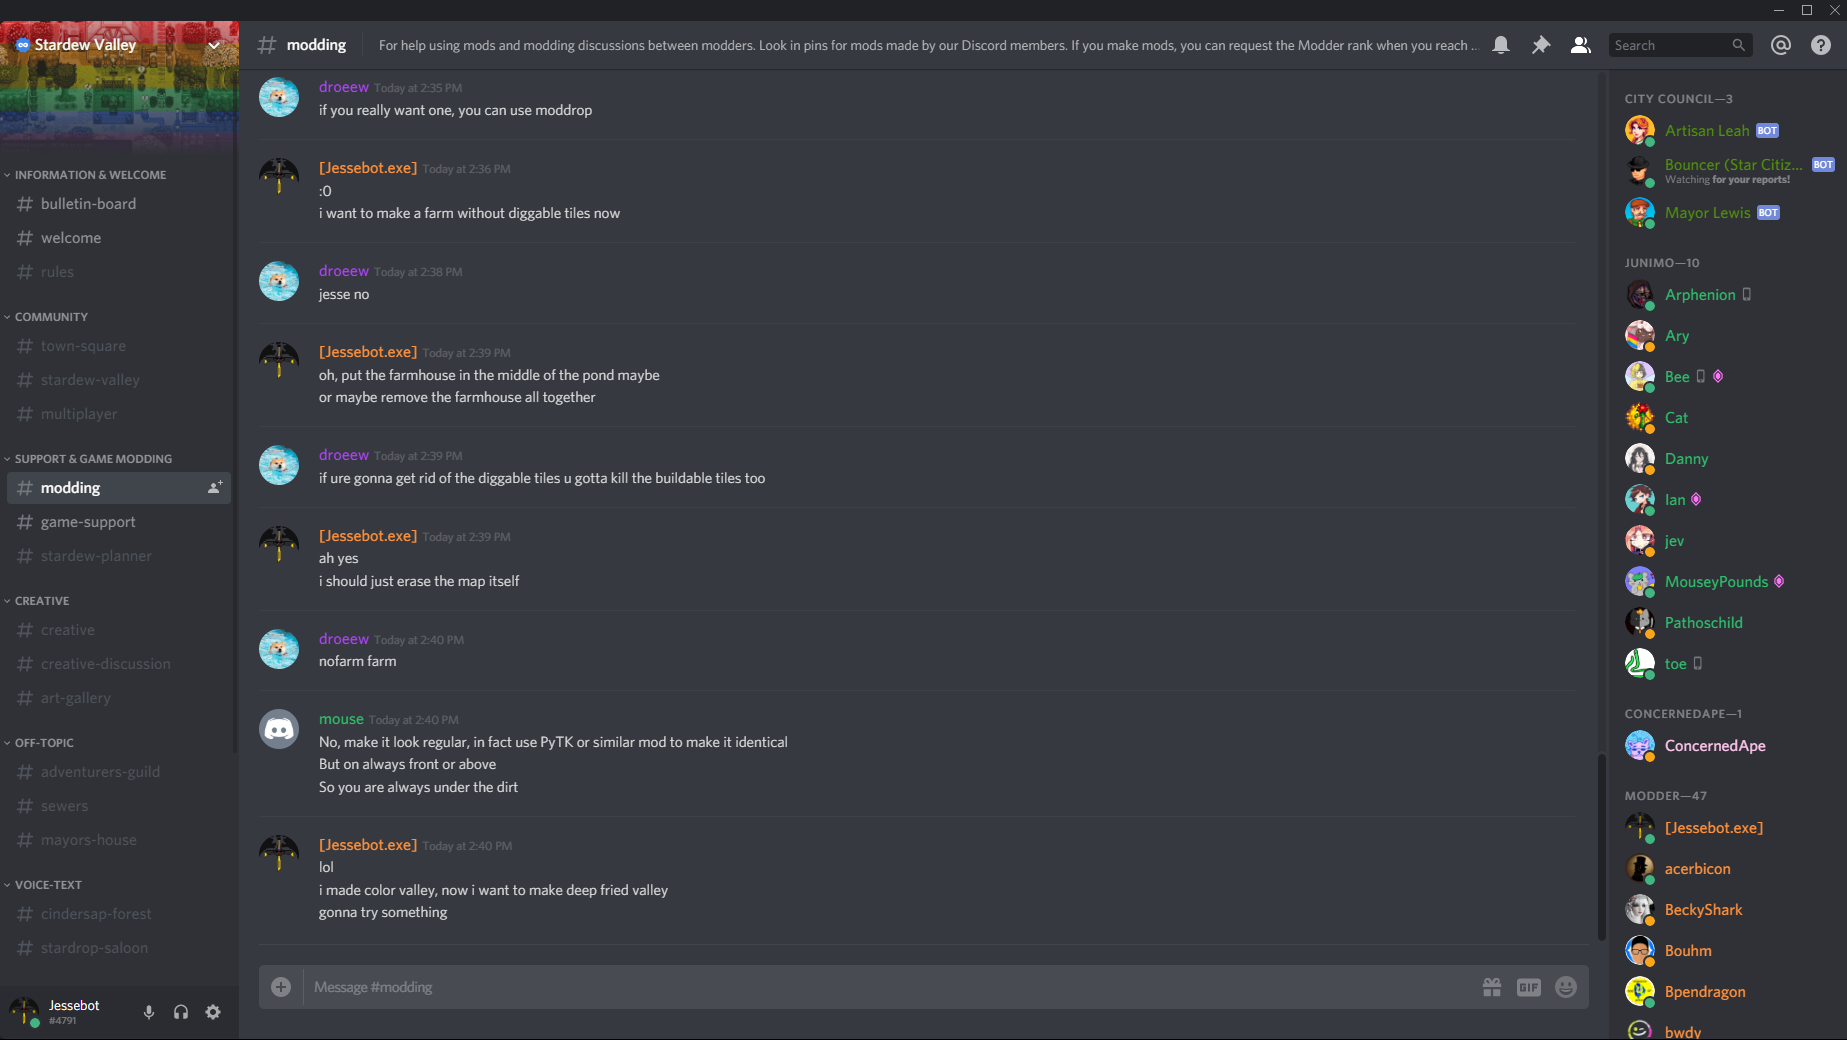 Stardew Valley
modding
For help using mods and modding discussions between modders. Look in pins for mods made by our Discord members. If you make mods, you can request the Modder rank when you reach ...
Search
INFORMATION & WELCOME
bulletin-board
welcome
rules
COMMUNITY
town-square
stardew-valley
multiplayer
SUPPORT & GAME MODDING
modding
game-support
stardew-planner
CREATIVE
creative
creative-discussion
art-gallery
OFF-TOPIC
adventurers-guild
sewers
mayors-house
VOICE-TEXT
cindersap-forest
stardrop-saloon
Jessebot
#4791
droeew Today at 2:35 PM
if you really want one, you can use moddrop
[Jessebot.exe] Today at 2:36 PM
:0
i want to make a farm without diggable tiles now
droeew Today at 2:38 PM
jesse no
[Jessebot.exe] Today at 2:39 PM
oh, put the farmhouse in the middle of the pond maybe
or maybe remove the farmhouse all together
droeew Today at 2:39 PM
if ure gonna get rid of the diggable tiles u gotta kill the buildable tiles too
[Jessebot.exe] Today at 2:39 PM
ah yes
i should just erase the map itself
droeew Today at 2:40 PM
nofarm farm
mouse Today at 2:40 PM
No, make it look regular, in fact use PyTK or similar mod to make it identical
But on always front or above
So you are always under the dirt
[Jessebot.exe] Today at 2:40 PM
lol
i made color valley, now i want to make deep fried valley
gonna try something
Message #modding
GIF
CITY COUNCIL—3
Artisan Leah BOT
Bouncer (Star Citiz... BOT
Watching for your reports!
Mayor Lewis BOT
JUNIMO—10
Arphenion
Ary
Bee
Cat
Danny
Ian
jev
MouseyPounds
Pathoschild
toe
CONCERNEDAPE—1
ConcernedApe
MODDER—47
[Jessebot.exe]
acerbicon
BeckyShark
Bouhm
Bpendragon
bwdy